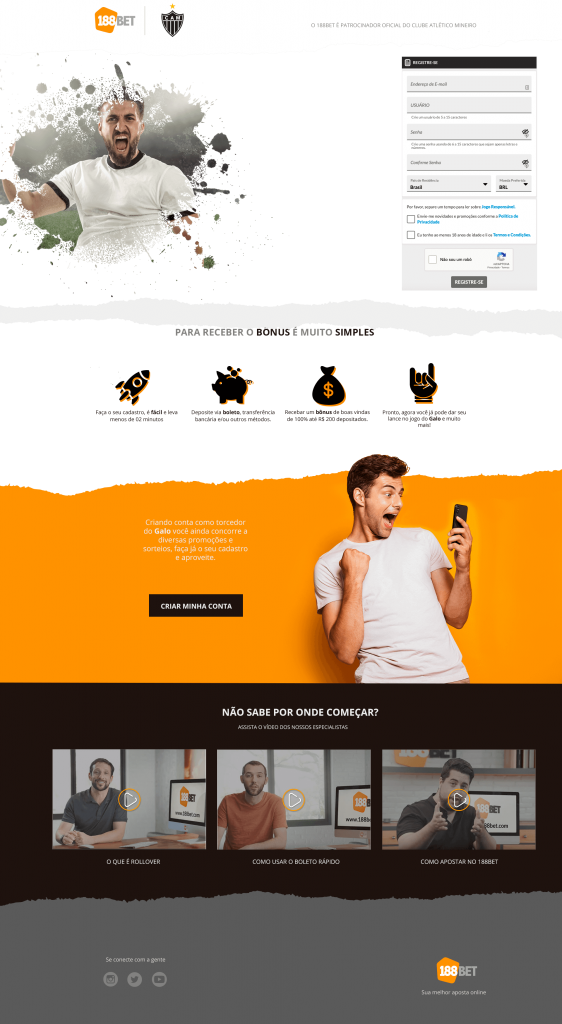 188BET
CAM
O 188BET É PATROCINADOR OFICIAL DO CLUBE ATLÉTICO MINEIRO
REGISTRE-SE
Endereço de E-mail
USUÁRIO
Senha
Confirme Senha
País de Residência
Brasil
Moeda Preferida
BRL
Por favor, separe um tempo para ler sobre Jogo Responsável.
Envie-me novidades e promoções conforme a Política de
Privacidade
Eu tenho ao menos 18 anos de idade e li os Termos e Condições.
Não sou um robô
reCAPTCHA
REGISTRE-SE
PARA RECEBER O BÔNUS É MUITO SIMPLES
Faça o seu cadastro, é fácil e leva
menos de 02 minutos
Deposite via boleto, transferência
bancária e/ou outros métodos.
Recebar um bônus de boas vindas
de 100% até R$ 200 depositados.
Pronto, agora você já pode dar seu
lance no jogo do Galo e muito
mais!
Criando conta como torcedor
do Galo você ainda concorre a
diversas promoções e
sorteios, faça já o seu cadastro
e aproveite.
CRIAR MINHA CONTA
NÃO SABE POR ONDE COMEÇAR?
ASSISTA O VÍDEO DOS NOSSOS ESPECIALISTAS
O QUE É ROLLOVER
COMO USAR O BOLETO RÁPIDO
COMO APOSTAR NO 188BET
Se conecte com a gente
188BET
Sua melhor aposta online